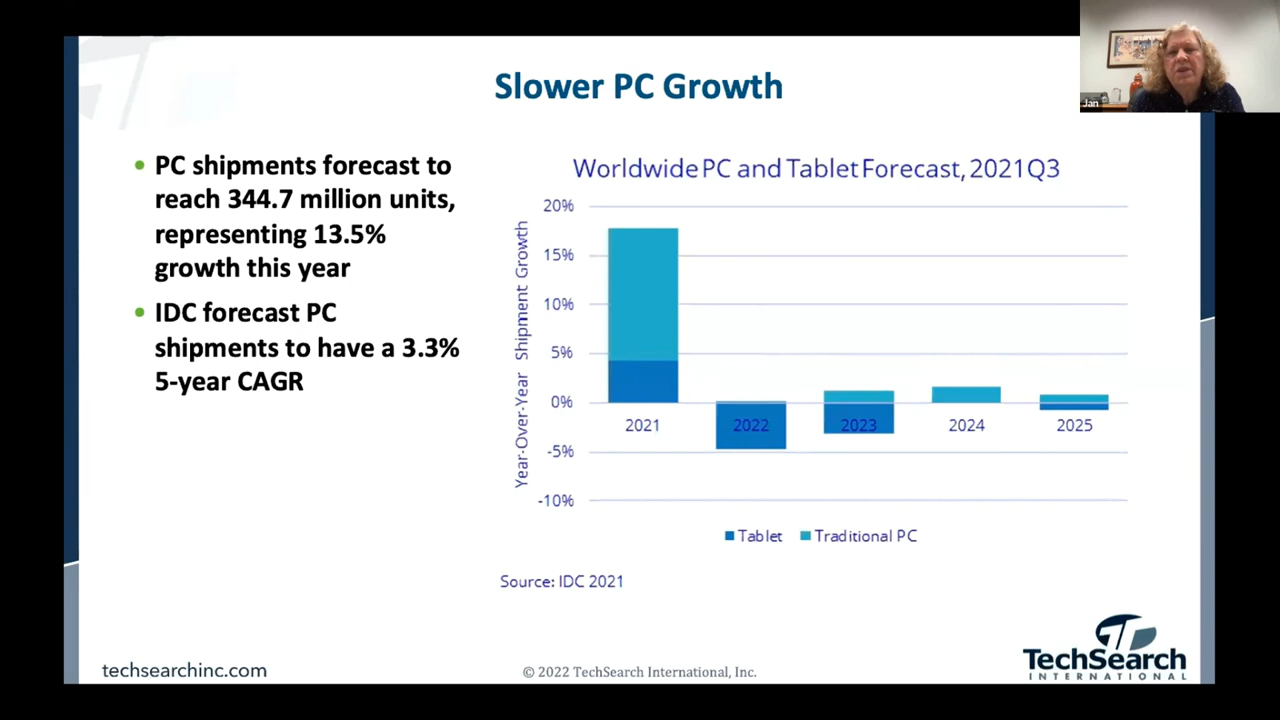 Slower PC Growth
Jan
• PC shipments forecast to
reach 344.7 million units,
representing 13.5%
growth this year
• IDC forecast PC
shipments to have a 3.3%
5-year CAGR
Worldwide PC and Tablet Forecast, 2021Q3
Year-Over-Year Shipment Growth
20%
15%
10%
5%
0%
-5%
-10%
2021
2022
2023
2024
2025
Tablet
Traditional PC
Source: IDC 2021
techsearchinc.com
© 2022 TechSearch International, Inc.
TechSearch
INTERNATIONAL